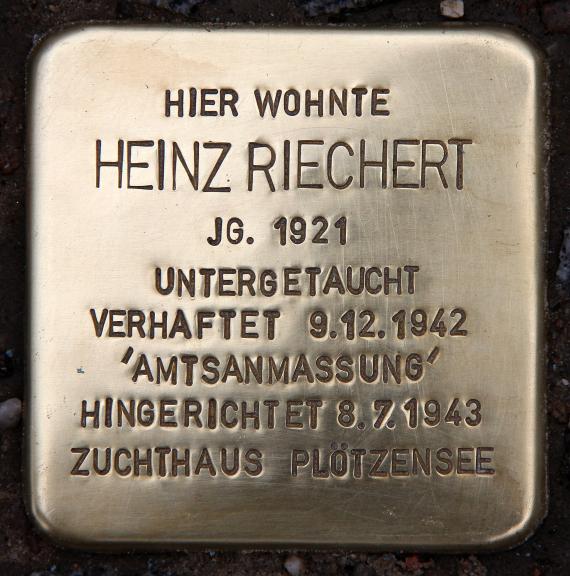 HIER WOHNTE
HEINZ RIECHERT
JG. 1921
UNTERGETAUCHT
VERHAFTET 9.12.1942
'AMTSANMASSUNG'
HINGERICHTET 8.7.1943
ZUCHTHAUS PLÖTZENSEE